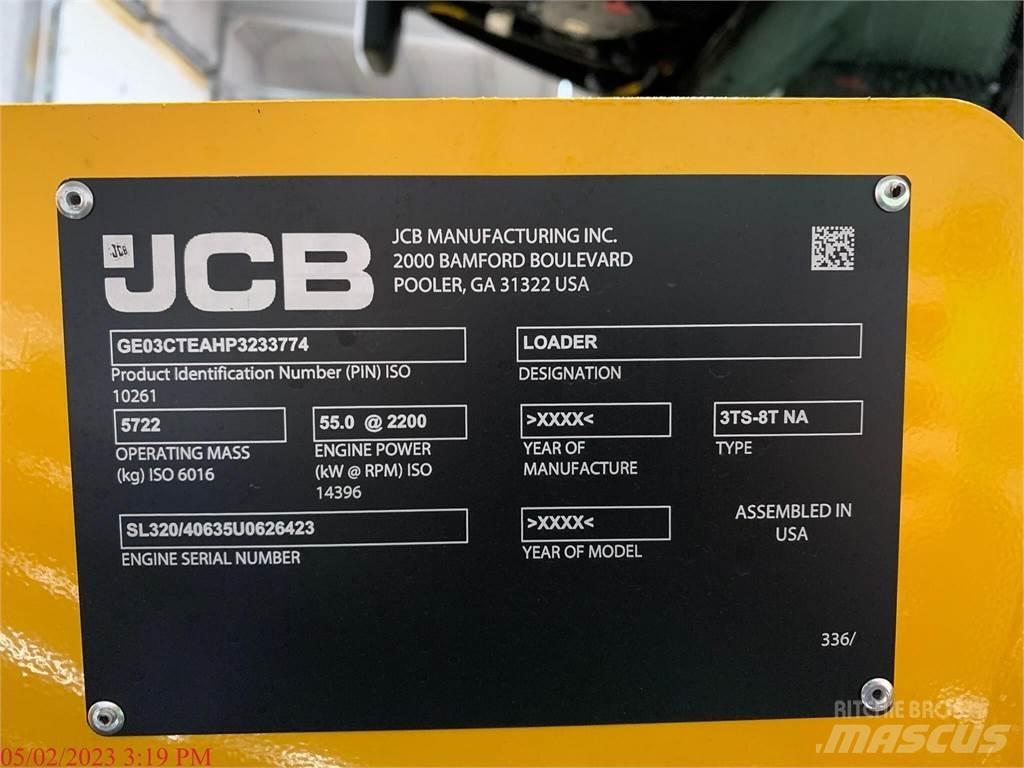 JCB
JCB
JCB MANUFACTURING INC.
2000 BAMFORD BOULEVARD
POOLER, GA 31322 USA
GE03CTEAHP3233774
Product Identification Number (PIN) ISO
10261
LOADER
DESIGNATION
5722
OPERATING MASS
(kg) ISO 6016
55.0 @ 2200
ENGINE POWER
(kW @ RPM) ISO
14396
>XXXX<
YEAR OF
MANUFACTURE
3TS-8T NA
TYPE
SL320/40635U0626423
ENGINE SERIAL NUMBER
>XXXX<
YEAR OF MODEL
ASSEMBLED IN
USA
336/
RITCHIE BROS
MASCUS
05/02/2023 3:19 PM